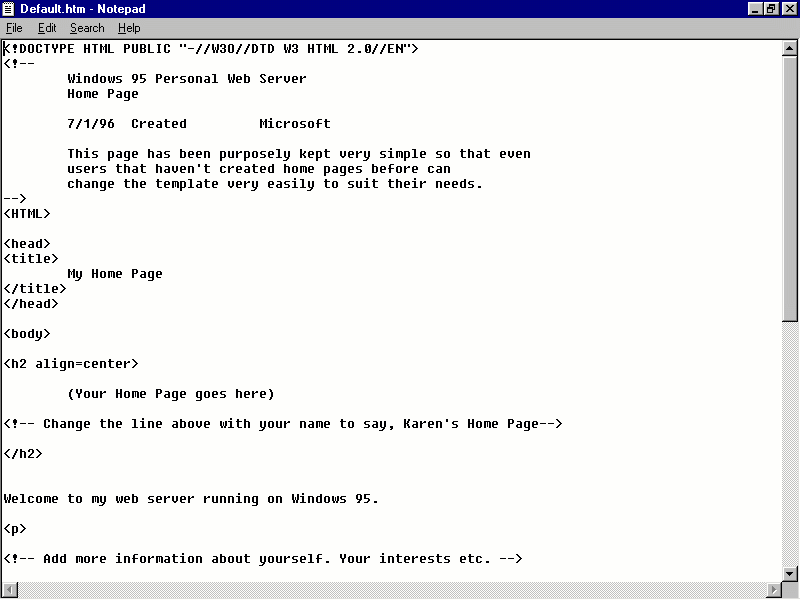 Default.htm - Notepad
File Edit Search Help
<!DOCTYPE HTML PUBLIC "-//W3O//DTD W3 HTML 2.0//EN">
<!--
Windows 95 Personal Web Server
Home Page
7/1/96 Created Microsoft
This page has been purposely kept very simple so that even
users that haven't created home pages before can
change the template very easily to suit their needs.
-->
<HTML>
<head>
<title>
My Home Page
</title>
</head>
<body>
<h2 align=center>
(Your Home Page goes here)
<!-- Change the line above with your name to say, Karen's Home Page-->
</h2>
Welcome to my web server running on Windows 95.
<p>
<!-- Add more information about yourself. Your interests etc. -->